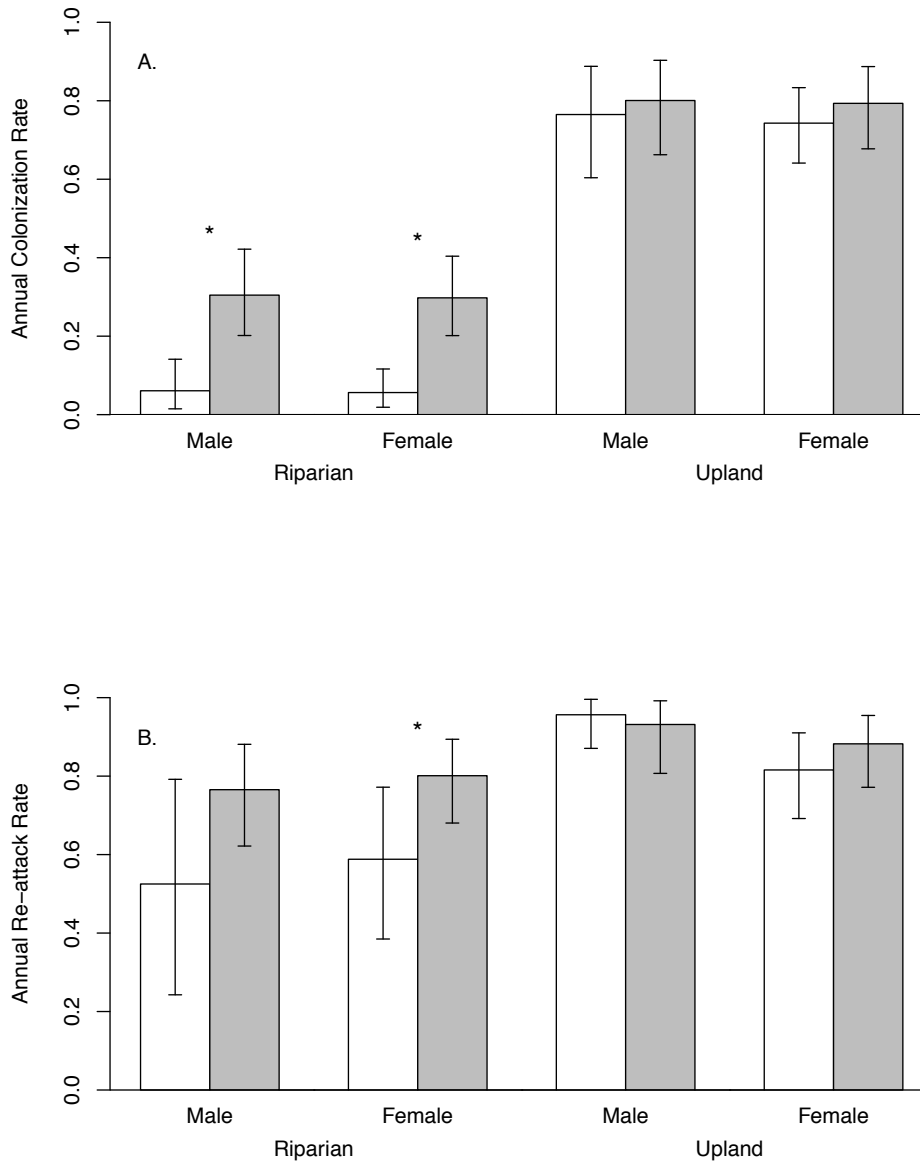 A.
Annual Colonization Rate
1.0
0.8
0.6
0.4
0.2
0.0
*
*
Male Female Male Female
Riparian Upland
B.
Annual Re−attack Rate
1.0
0.8
0.6
0.4
0.2
0.0
*
Male Female Male Female
Riparian Upland